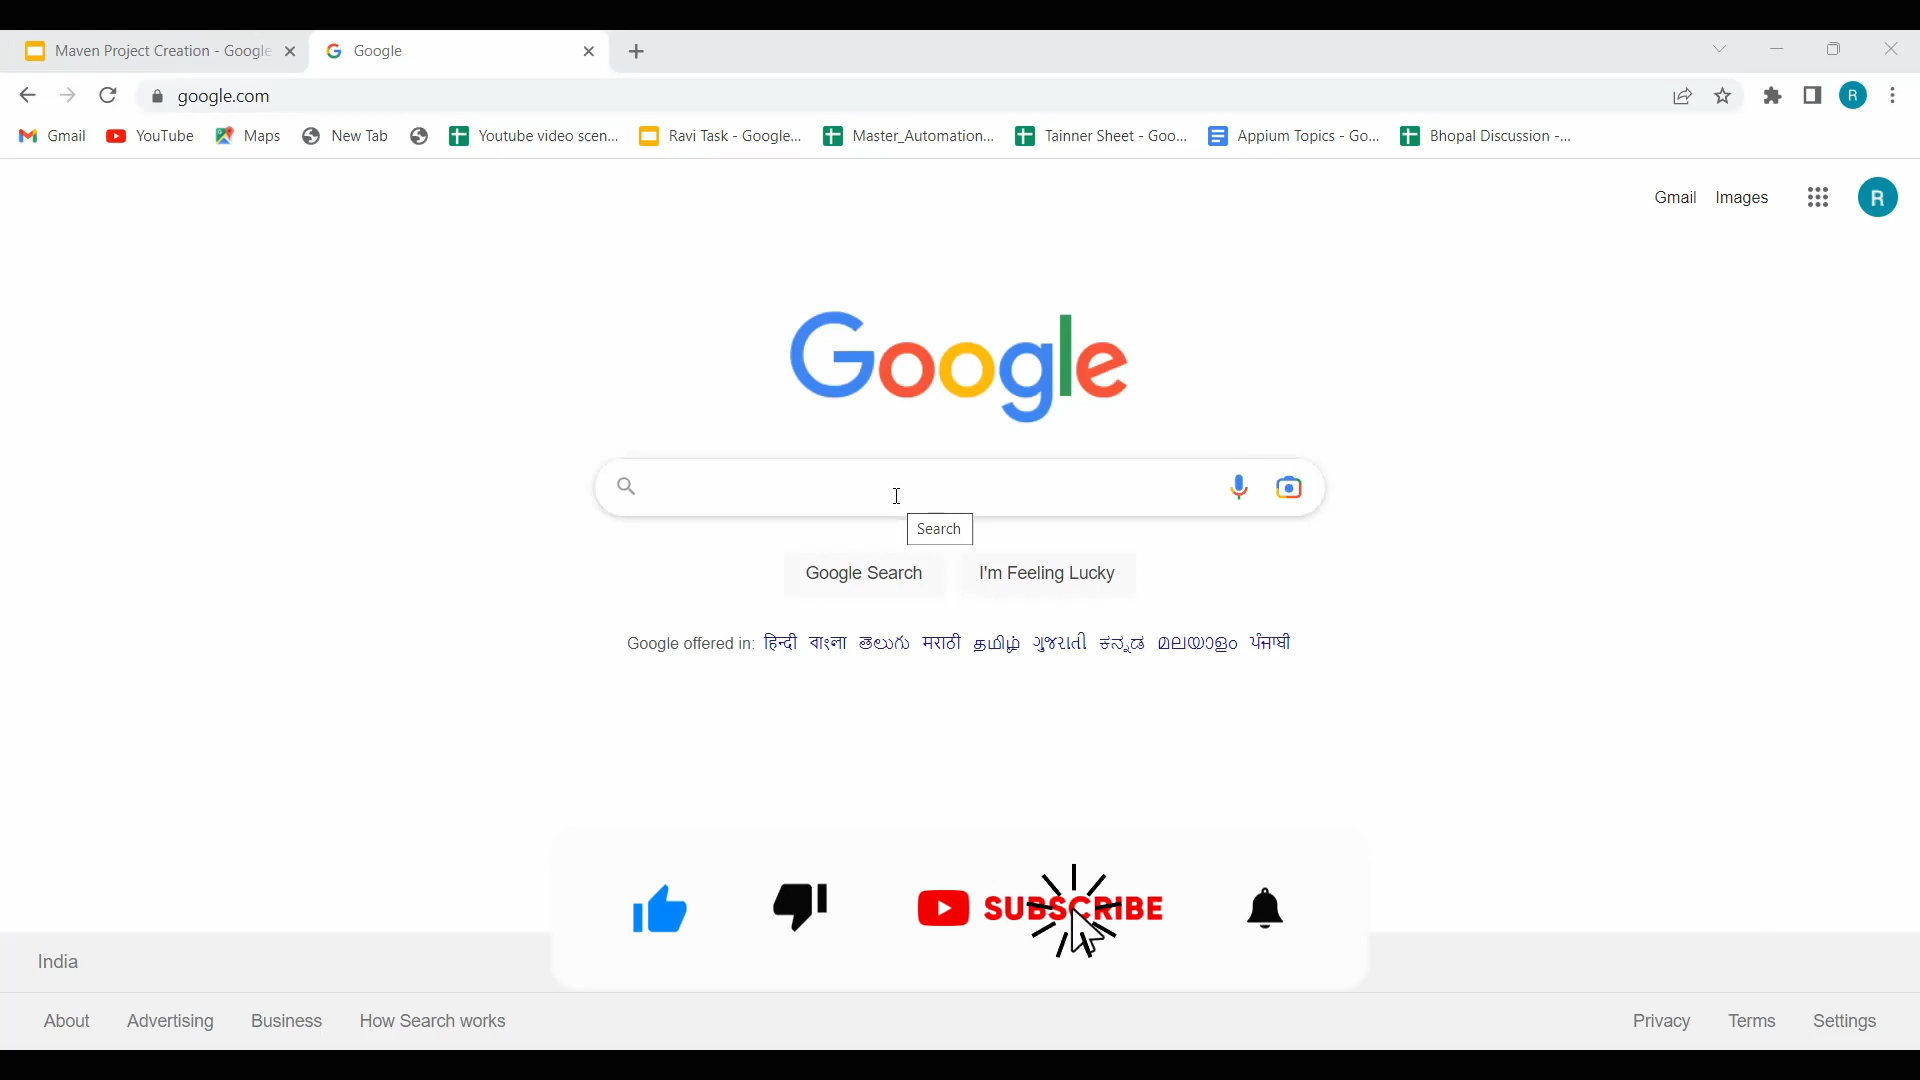 Maven Project Creation - Google
Google
google.com
R
Gmail
YouTube
Maps
New Tab
Youtube video scen...
Ravi Task - Google...
Master_Automation...
Tainner Sheet - Goo...
Appium Topics - Go...
Bhopal Discussion -...
Gmail
Images
R
Google
Search
Google Search
I'm Feeling Lucky
Google offered in: हिन्दी বাংলা తెలుగు मराठी தமிழ் ગુજરાતી ಕನ್ನಡ മലയാളം ਪੰਜਾਬੀ
SUBSCRIBE
India
About
Advertising
Business
How Search works
Privacy
Terms
Settings